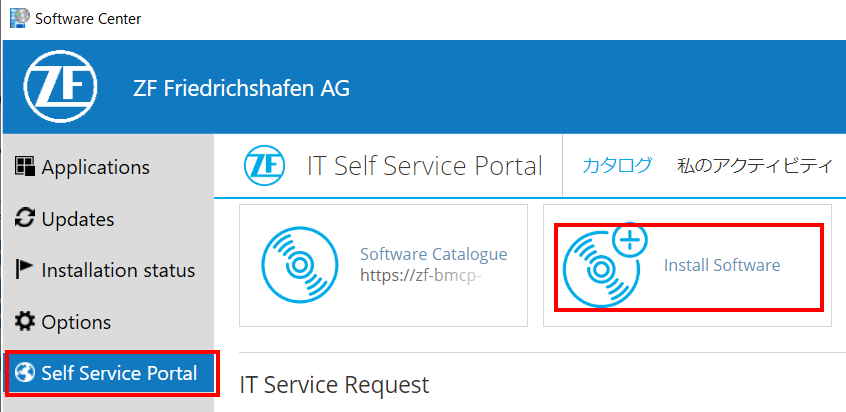 Software Center
ZF
ZF Friedrichshafen AG
Applications
Updates
Installation status
Options
Self Service Portal
ZF
IT Self Service Portal
カタログ
私のアクティビティ
Software Catalogue
https://zf-bmcp-
Install Software
IT Service Request